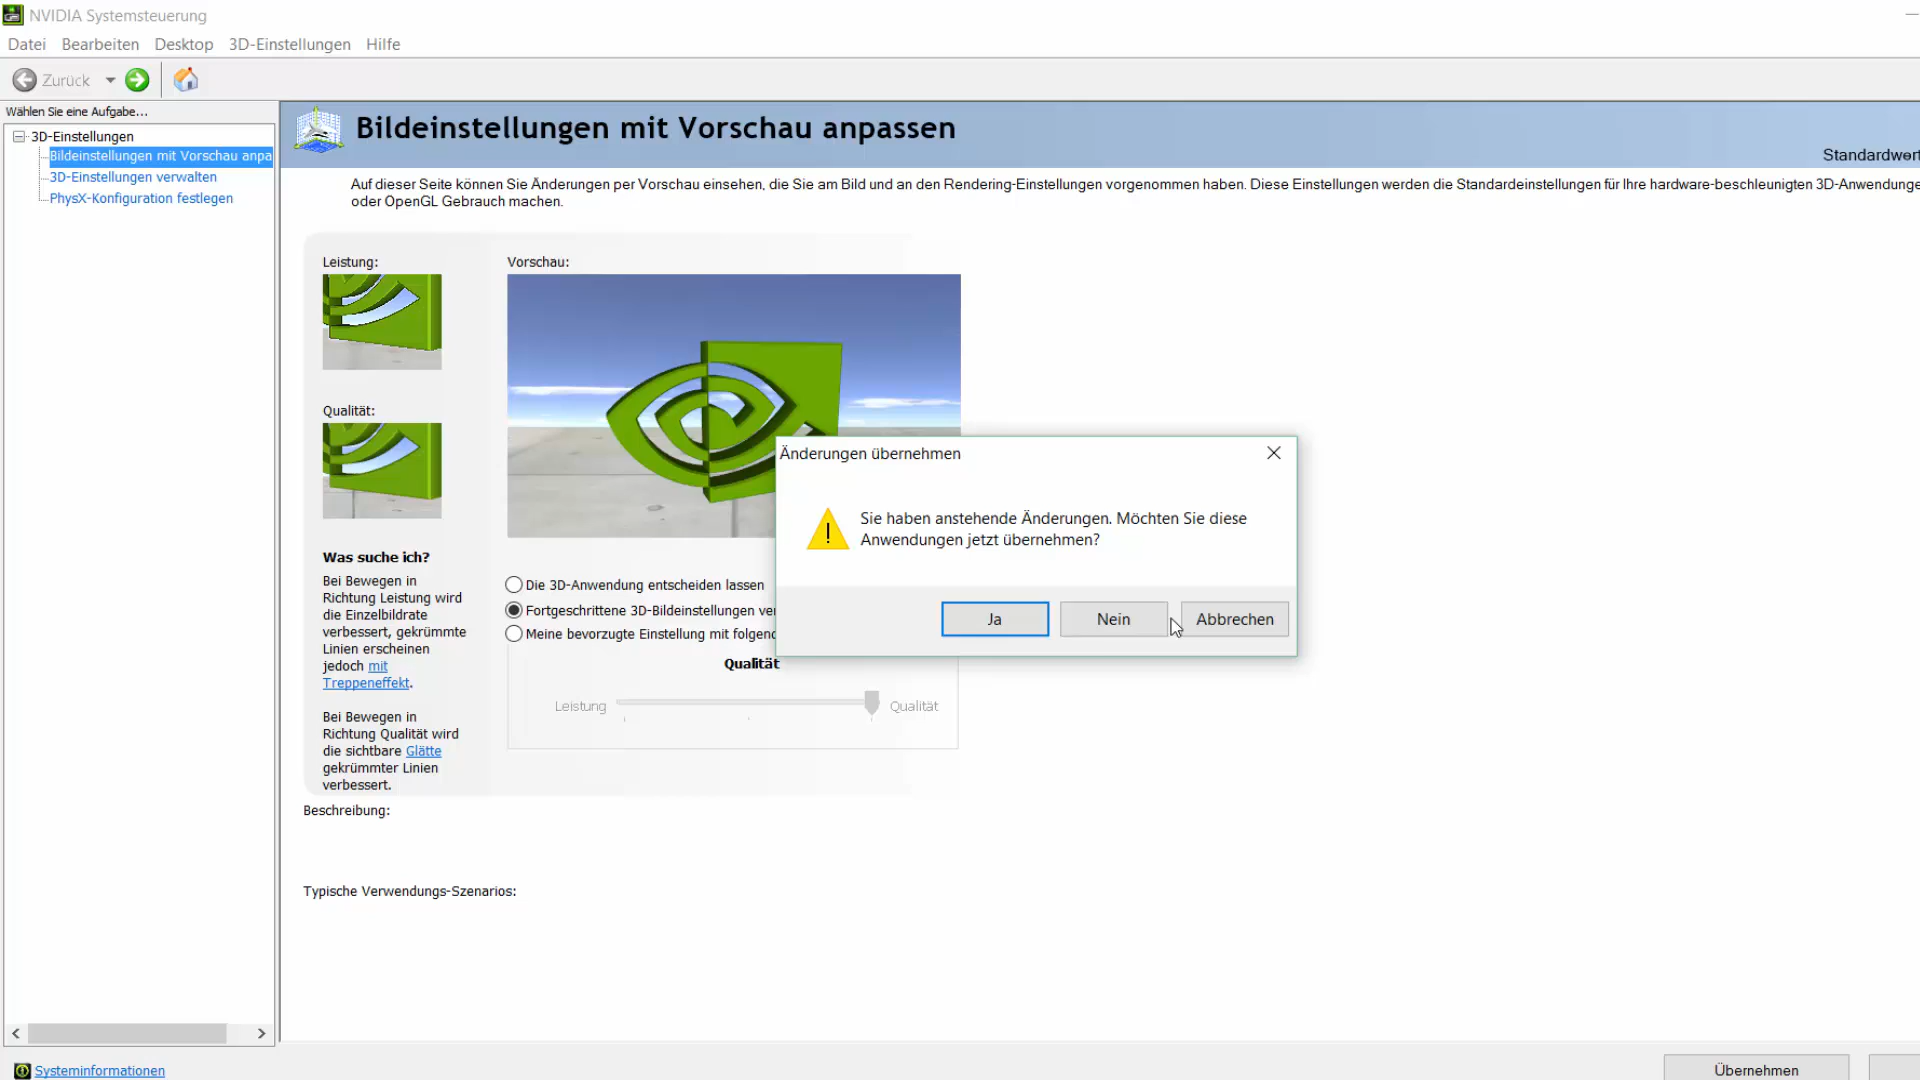 NVIDIA Systemsteuerung
Datei Bearbeiten Desktop 3D-Einstellungen Hilfe
Zurück
Wählen Sie eine Aufgabe...
3D-Einstellungen
Bildeinstellungen mit Vorschau anpa
3D-Einstellungen verwalten
PhysX-Konfiguration festlegen
Bildeinstellungen mit Vorschau anpassen
Standardwert
Auf dieser Seite können Sie Änderungen per Vorschau einsehen, die Sie am Bild und an den Rendering-Einstellungen vorgenommen haben. Diese Einstellungen werden die Standardeinstellungen für Ihre hardware-beschleunigten 3D-Anwendunge
oder OpenGL Gebrauch machen.
Leistung:
Vorschau:
Qualität:
Was suche ich?
Bei Bewegen in
Richtung Leistung wird
die Einzelbildrate
verbessert, gekrümmte
Linien erscheinen
jedoch mit
Treppeneffekt.
Bei Bewegen in
Richtung Qualität wird
die sichtbare Glätte
gekrümmter Linien
verbessert.
Die 3D-Anwendung entscheiden lassen
Fortgeschrittene 3D-Bildeinstellungen ver
Meine bevorzugte Einstellung mit folgend
Qualität
Leistung
Qualität
Änderungen übernehmen
Sie haben anstehende Änderungen. Möchten Sie diese
Anwendungen jetzt übernehmen?
Ja
Nein
Abbrechen
Beschreibung:
Typische Verwendungs-Szenarios:
Systeminformationen
Übernehmen